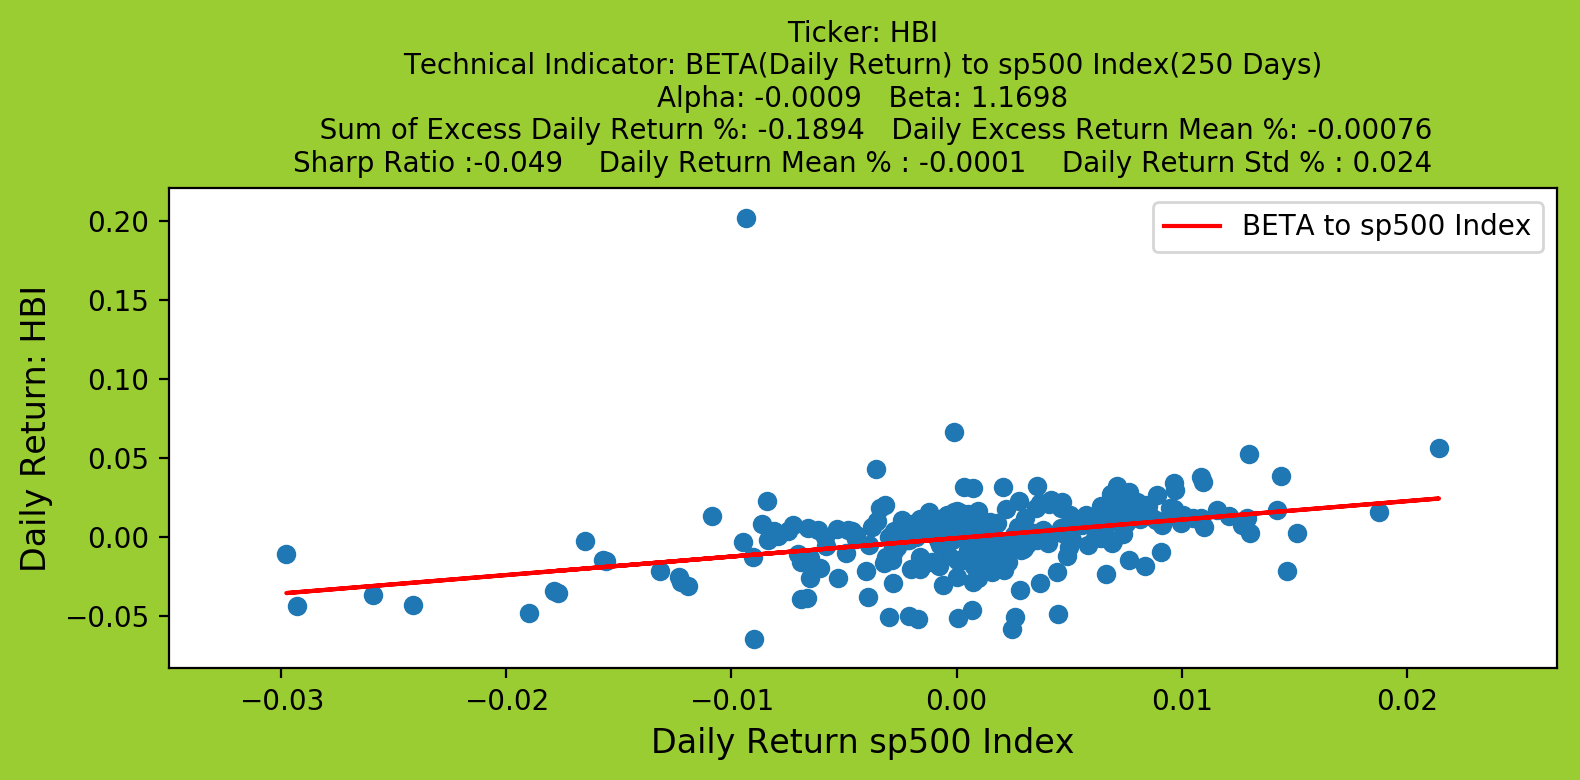 Ticker: HBI
Technical Indicator: BETA(Daily Return) to sp500 Index(250 Days)
Alpha: -0.0009   Beta: 1.1698
Sum of Excess Daily Return %: -0.1894   Daily Excess Return Mean %: -0.00076
Sharp Ratio :-0.049    Daily Return Mean % : -0.0001    Daily Return Std % : 0.024
BETA to sp500 Index
Daily Return: HBI
0.20
0.15
0.10
0.05
0.00
−0.05
−0.03 −0.02 −0.01 0.00 0.01 0.02
Daily Return sp500 Index